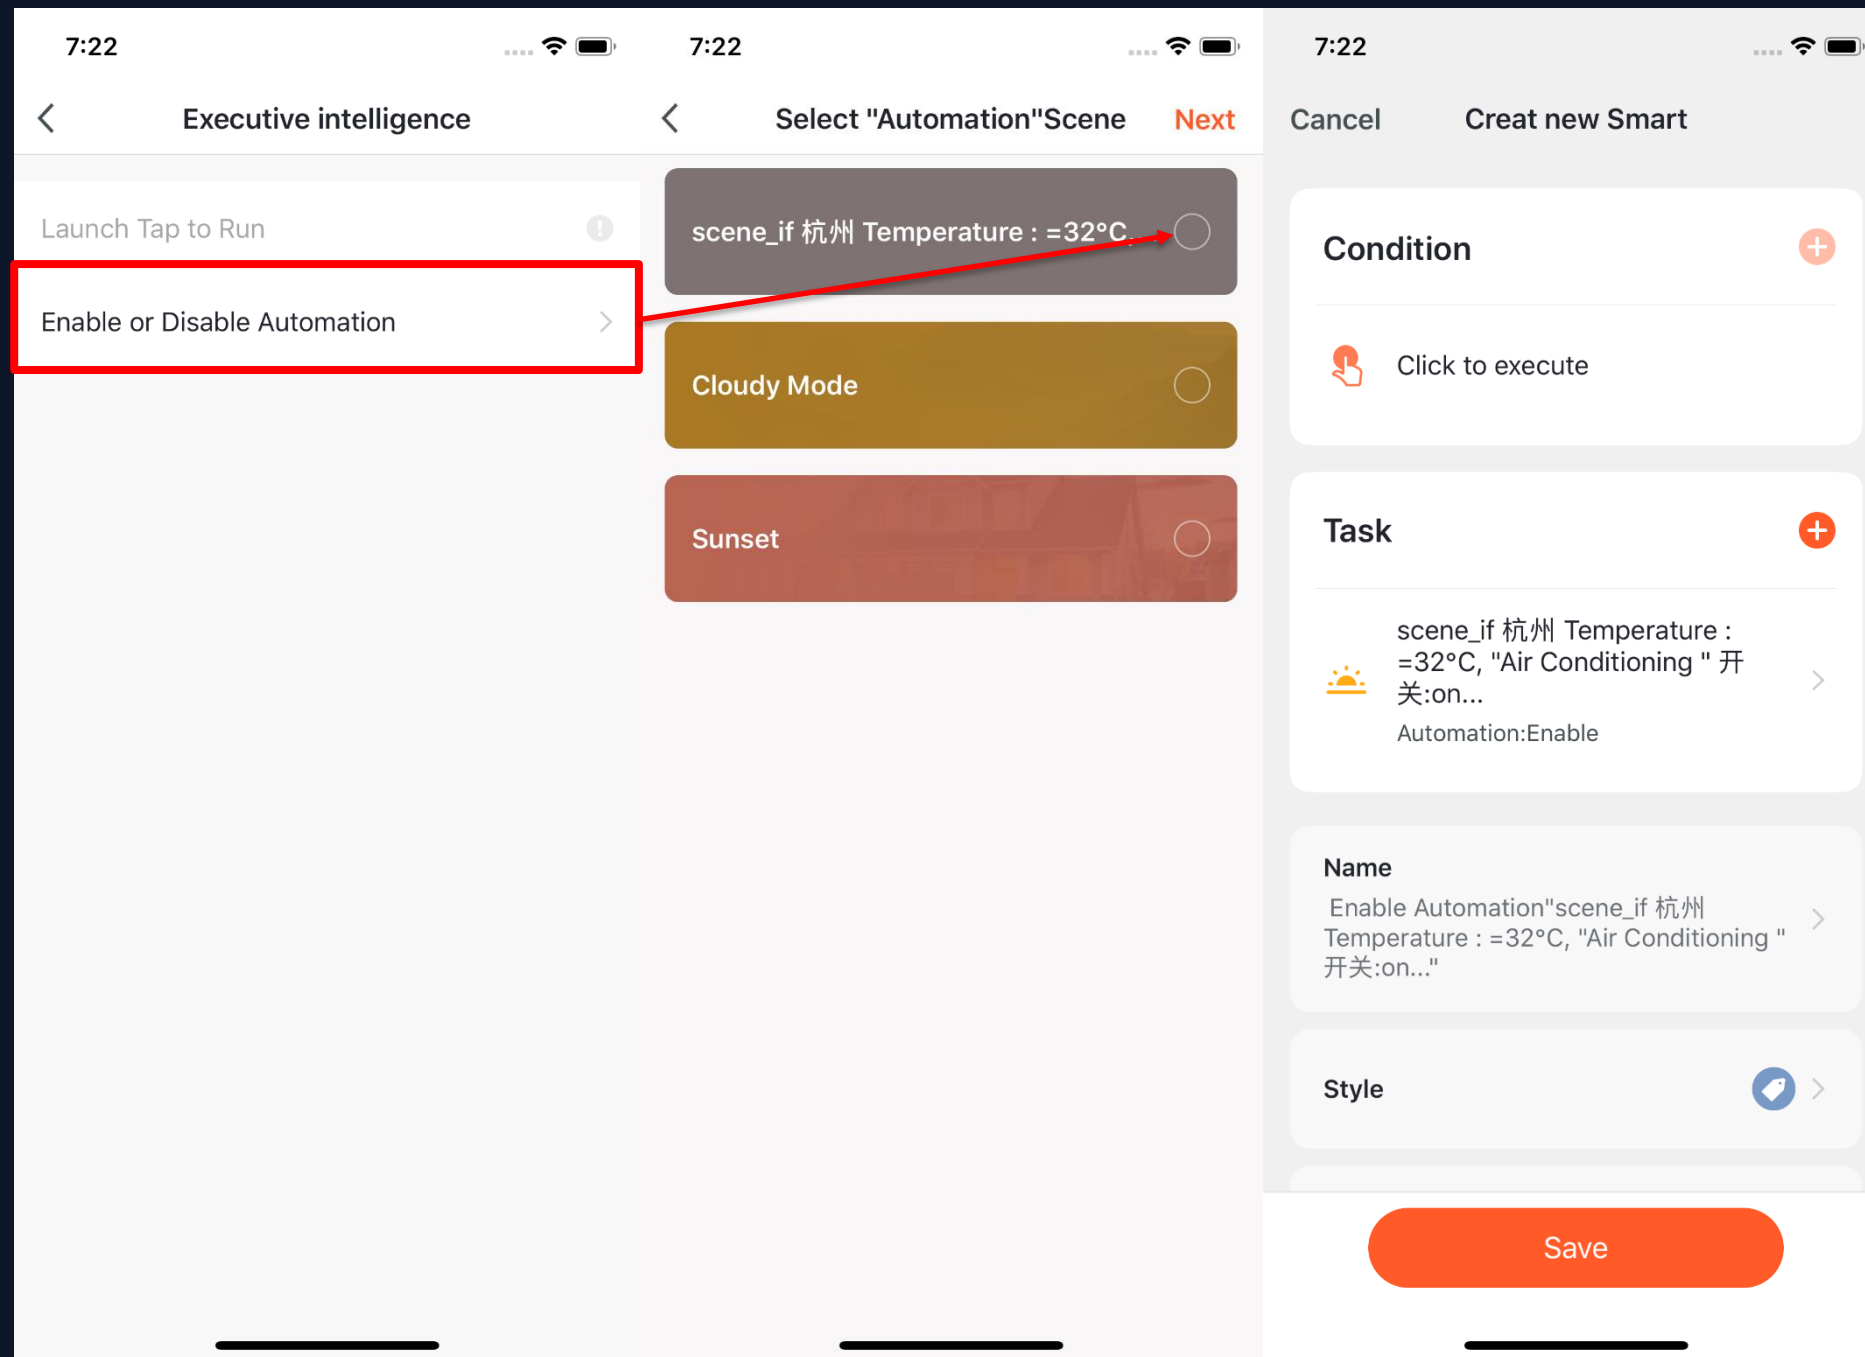 7:22
Executive intelligence
Launch Tap to Run
Enable or Disable Automation
7:22
Select "Automation"Scene
Next
scene_if 杭州 Temperature : =32°C,
Cloudy Mode
Sunset
7:22
Cancel
Creat new Smart
Condition
Click to execute
Task
scene_if 杭州 Temperature :
=32°C, "Air Conditioning " 开
关:on...
Automation:Enable
Name
Enable Automation"scene_if 杭州
Temperature : =32°C, "Air Conditioning "
开关:on..."
Style
Save